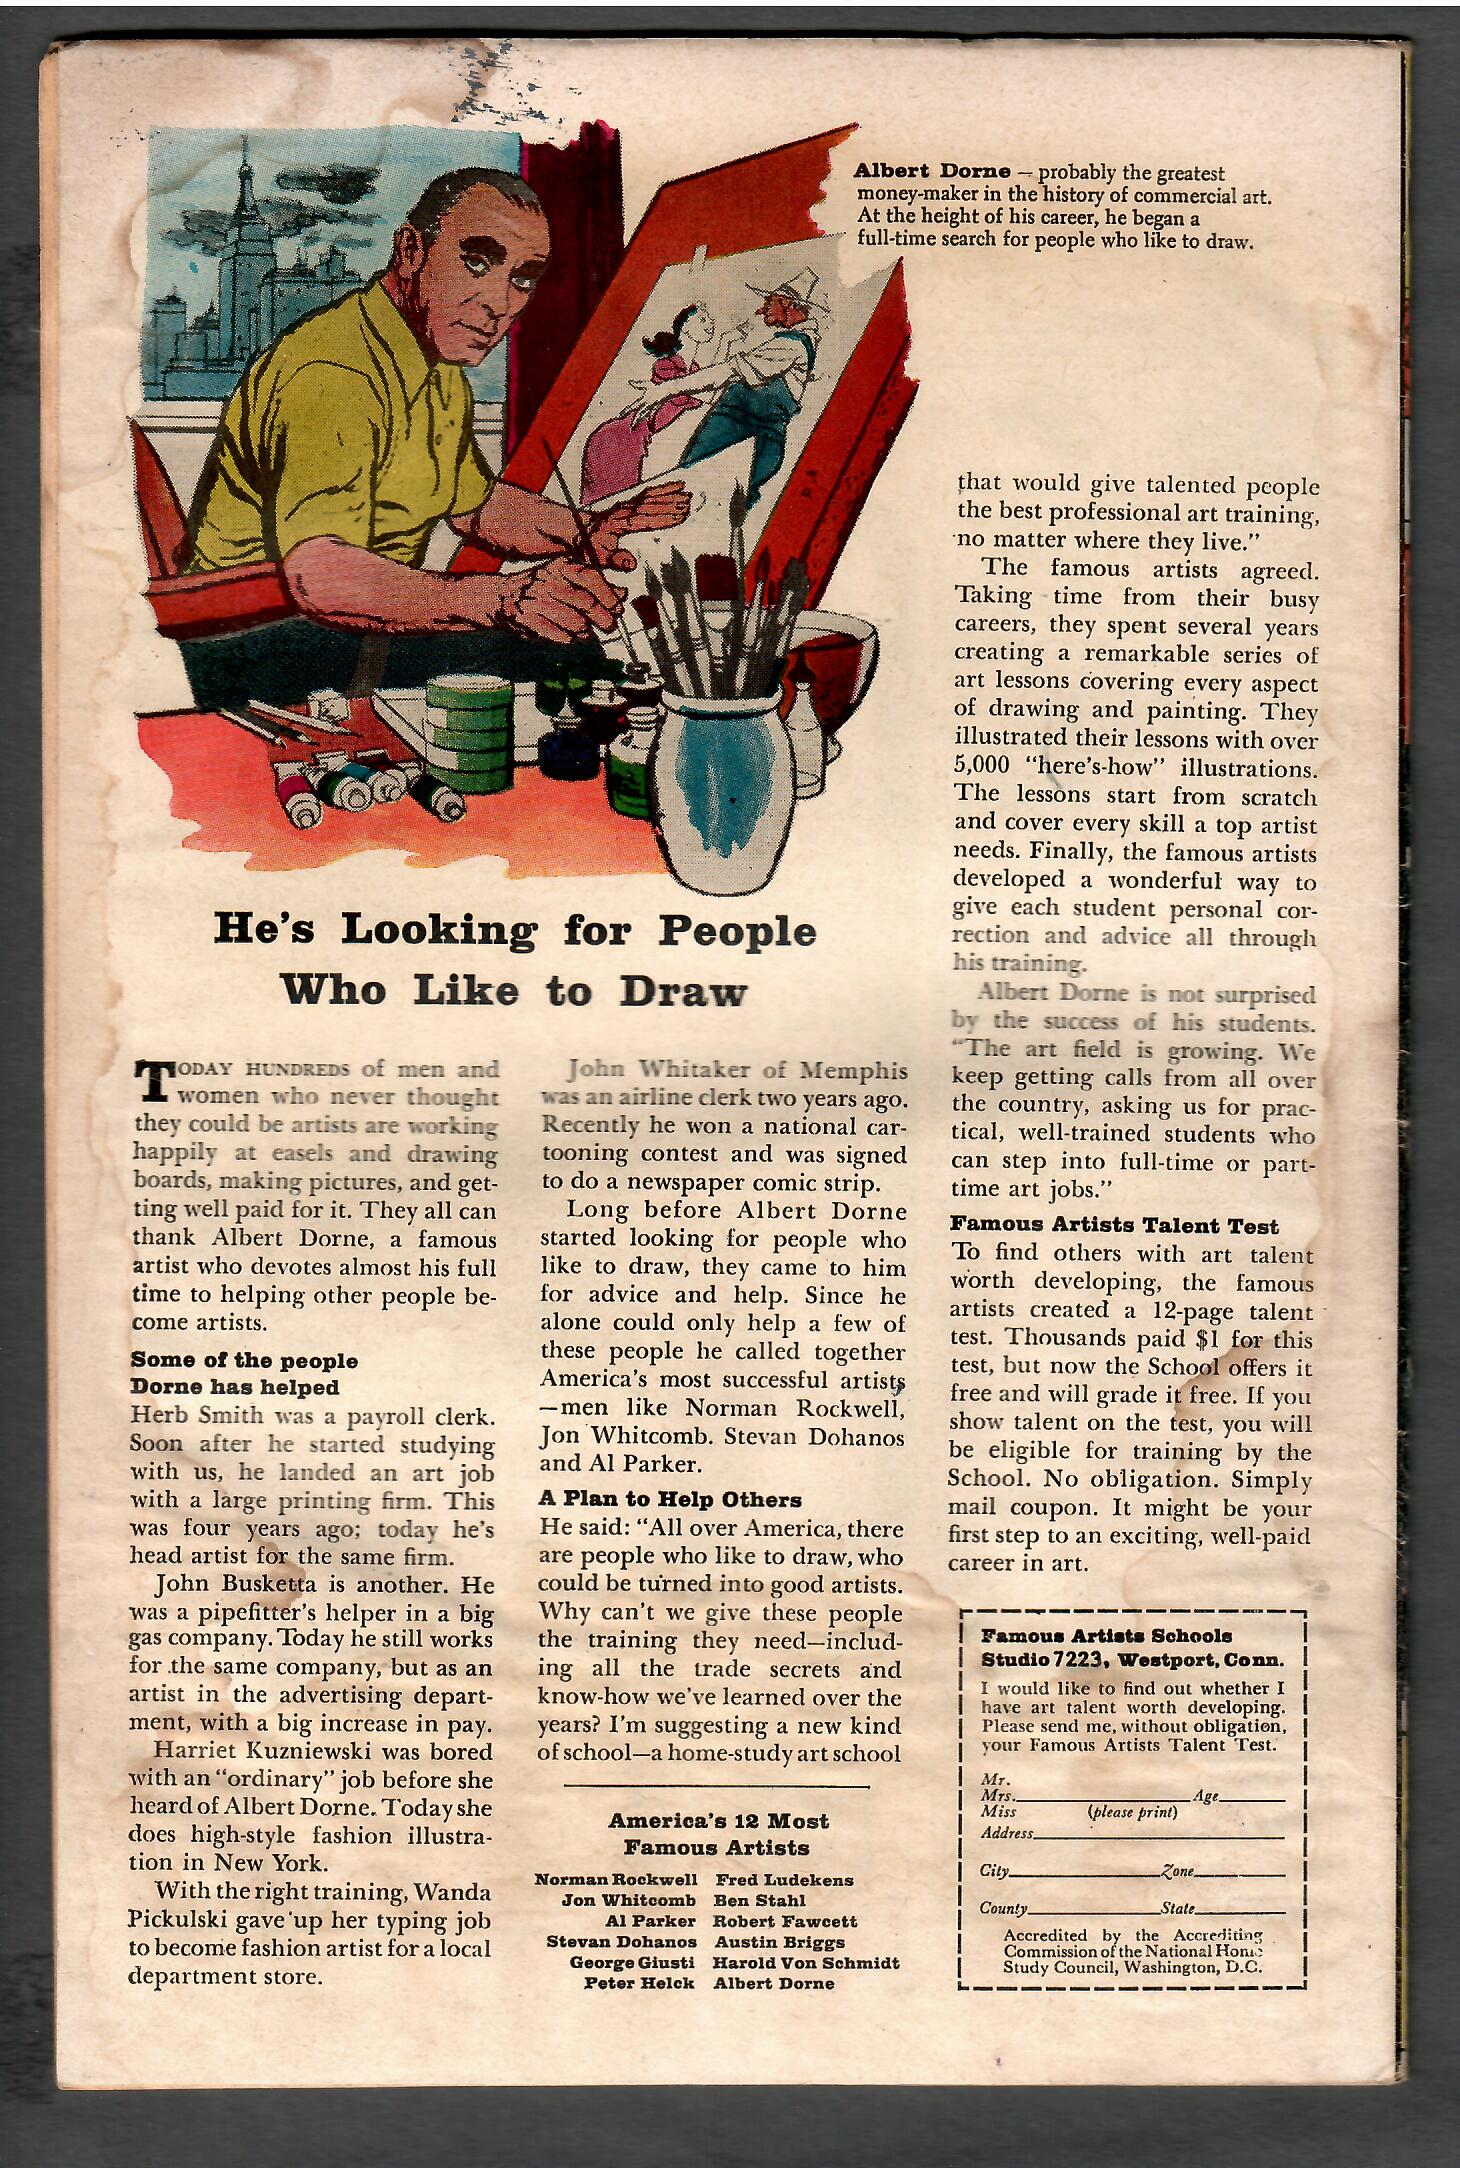 Albert Dorne – probably the greatest
money-maker in the history of commercial art.
At the height of his career, he began a
full-time search for people who like to draw.
He's Looking for People
Who Like to Draw
TODAY HUNDREDS of men and
women who never thought
they could be artists are working
happily at easels and drawing
boards, making pictures, and get-
ting well paid for it. They all can
thank Albert Dorne, a famous
artist who devotes almost his full
time to helping other people be-
come artists.
Some of the people
Dorne has helped
Herb Smith was a payroll clerk.
Soon after he started studying
with us, he landed an art job
with a large printing firm. This
was four years ago; today he's
head artist for the same firm.
John Busketta is another. He
was a pipefitter's helper in a big
gas company. Today he still works
for the same company, but as an
artist in the advertising depart-
ment, with a big increase in pay.
Harriet Kuzniewski was bored
with an "ordinary" job before she
heard of Albert Dorne. Today she
does high-style fashion illustra-
tion in New York.
With the right training, Wanda
Pickulski gave up her typing job
to become fashion artist for a local
department store.
John Whitaker of Memphis
was an airline clerk two years ago.
Recently he won a national car-
tooning contest and was signed
to do a newspaper comic strip.
Long before Albert Dorne
started looking for people who
like to draw, they came to him
for advice and help. Since he
alone could only help a few of
these people he called together
America's most successful artists
—men like Norman Rockwell,
Jon Whitcomb. Stevan Dohanos
and Al Parker.
A Plan to Help Others
He said: "All over America, there
are people who like to draw, who
could be turned into good artists.
Why can't we give these people
the training they need—includ-
ing all the trade secrets and
know-how we've learned over the
years? I'm suggesting a new kind
of school—a home-study art school
America's 12 Most
Famous Artists
Norman Rockwell Fred Ludekens
Jon Whitcomb Ben Stahl
Al Parker Robert Fawcett
Stevan Dohanos Austin Briggs
George Giusti Harold Von Schmidt
Peter Helck Albert Dorne
that would give talented people
the best professional art training,
no matter where they live."
The famous artists agreed.
Taking time from their busy
careers, they spent several years
creating a remarkable series of
art lessons covering every aspect
of drawing and painting. They
illustrated their lessons with over
5,000 "here's-how" illustrations.
The lessons start from scratch
and cover every skill a top artist
needs. Finally, the famous artists
developed a wonderful way to
give each student personal cor-
rection and advice all through
his training.
Albert Dorne is not surprised
by the success of his students.
"The art field is growing. We
keep getting calls from all over
the country, asking us for prac-
tical, well-trained students who
can step into full-time or part-
time art jobs."
Famous Artists Talent Test
To find others with art talent
worth developing, the famous
artists created a 12-page talent
test. Thousands paid $1 for this
test, but now the School offers it
free and will grade it free. If you
show talent on the test, you will
be eligible for training by the
School. No obligation. Simply
mail coupon. It might be your
first step to an exciting, well-paid
career in art.
Famous Artists Schools
Studio 7223, Westport, Conn.
I would like to find out whether I
have art talent worth developing.
Please send me, without obligation,
your Famous Artists Talent Test.
Mr.
Mrs. Age
Miss (please print)
Address
City Zone
County State
Accredited by the Accrediting
Commission of the National Home
Study Council, Washington, D.C.